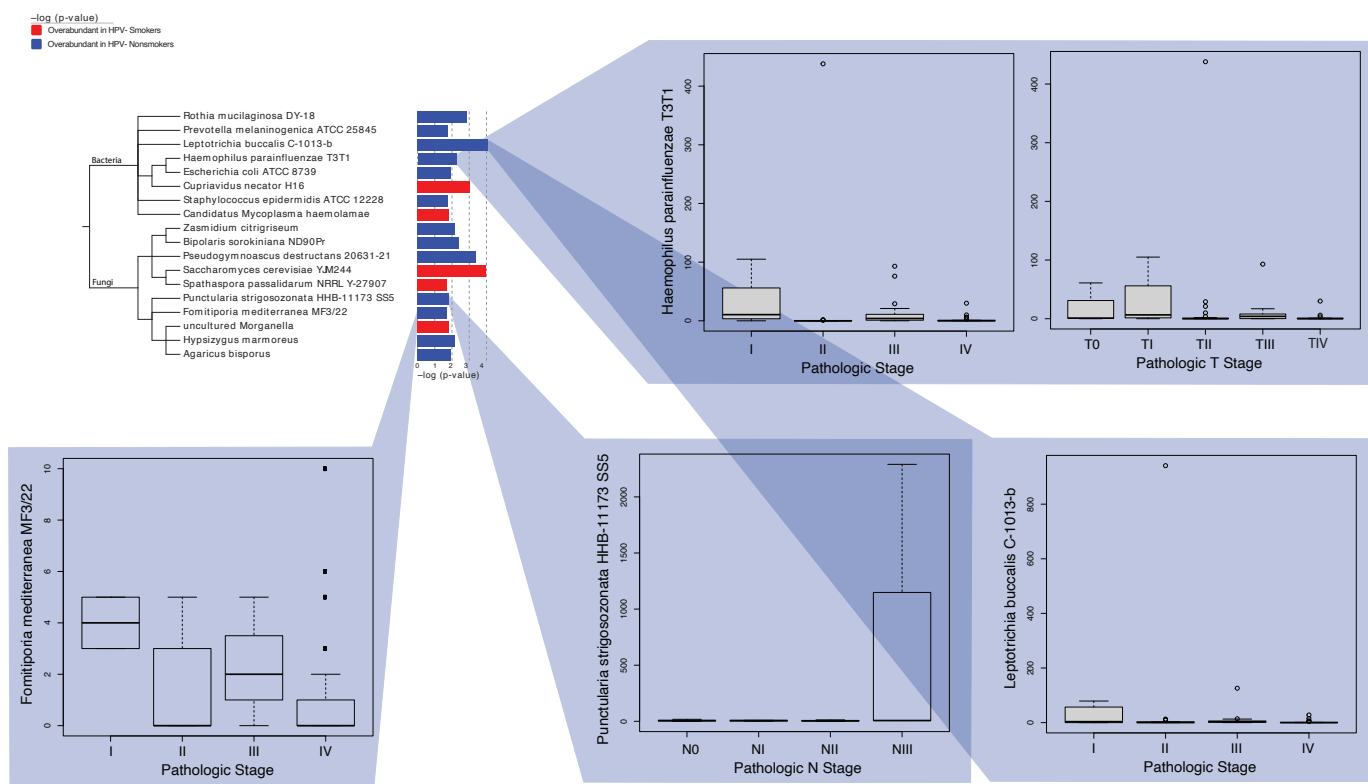 –log (p-value)
Overabundant in HPV- Smokers
Overabundant in HPV- Nonsmokers
Bacteria
Fungi
Rothia mucilaginosa DY-18
Prevotella melaninogenica ATCC 25845
Leptotrichia buccalis C-1013-b
Haemophilus parainfluenzae T3T1
Escherichia coli ATCC 8739
Cupriavidus necator H16
Staphylococcus epidermidis ATCC 12228
Candidatus Mycoplasma haemolamae
Zasmidium citrigriseum
Bipolaris sorokiniana ND90Pr
Pseudogymnoascus destructans 20631-21
Saccharomyces cerevisiae YJM244
Spathaspora passalidarum NRRL Y-27907
Punctularia strigosozonata HHB-11173 SS5
Fomitiporia mediterranea MF3/22
uncultured Morganella
Hypsizygus marmoreus
Agaricus bisporus
0 1 2 3 4
–log (p-value)
Haemophilus parainfluenzae T3T1
400
300
200
100
0
I II III IV
Pathologic Stage
400
300
200
100
0
T0 TI TII TIII TIV
Pathologic T Stage
Fomitiporia mediterranea MF3/22
10
8
6
4
2
0
I II III IV
Pathologic Stage
Punctularia strigosozonata HHB-11173 SS5
2000
1500
1000
500
0
N0 NI NII NIII
Pathologic N Stage
Leptotrichia buccalis C-1013-b
800
600
400
200
0
I II III IV
Pathologic Stage